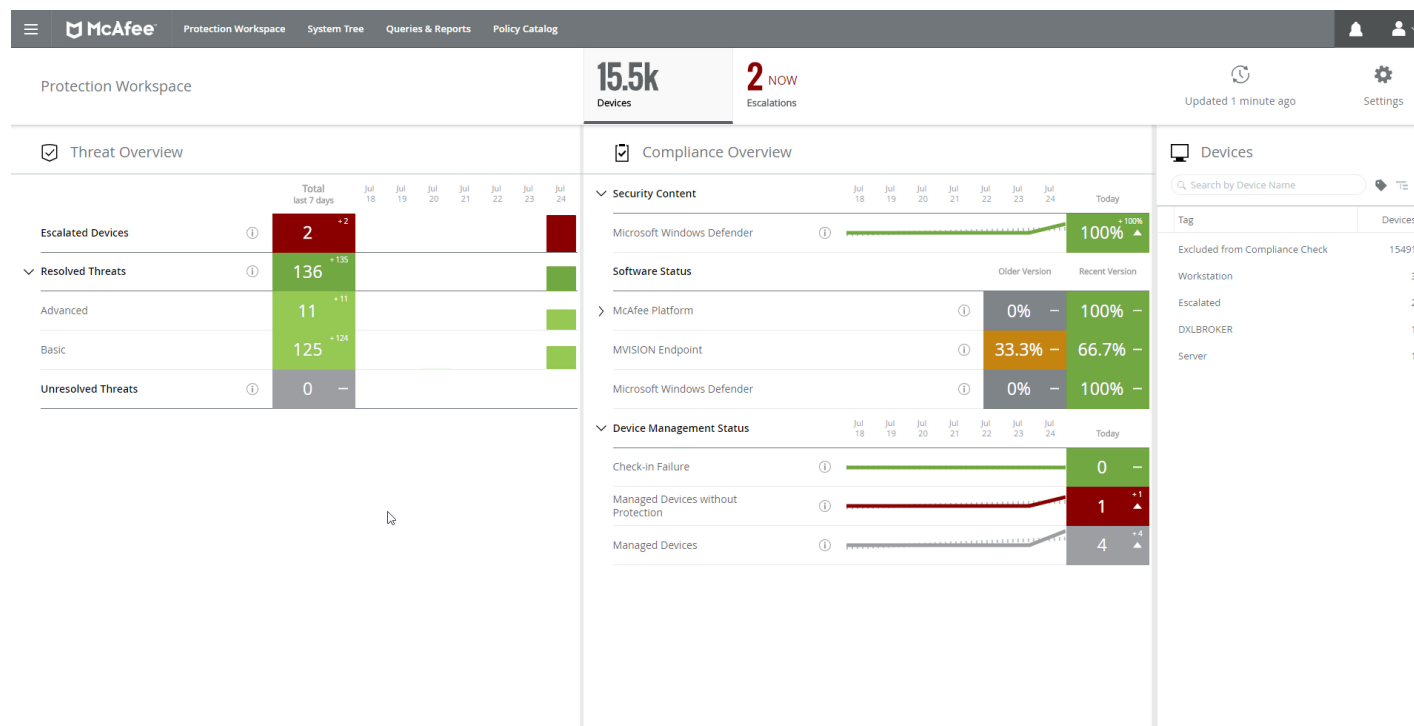 McAfee
Protection Workspace
System Tree
Queries & Reports
Policy Catalog
Protection Workspace
15.5k
Devices
2 NOW
Escalations
Updated 1 minute ago
Settings
Threat Overview
Total
last 7 days
Jul 18
Jul 19
Jul 20
Jul 21
Jul 22
Jul 23
Jul 24
Escalated Devices
2
+2
Resolved Threats
136
+135
Advanced
11
+11
Basic
125
+124
Unresolved Threats
0
Compliance Overview
Security Content
Jul 18
Jul 19
Jul 20
Jul 21
Jul 22
Jul 23
Jul 24
Today
Microsoft Windows Defender
100%
+100%
Software Status
Older Version
Recent Version
McAfee Platform
0%
100%
MVISION Endpoint
33.3%
66.7%
Microsoft Windows Defender
0%
100%
Device Management Status
Jul 18
Jul 19
Jul 20
Jul 21
Jul 22
Jul 23
Jul 24
Today
Check-in Failure
0
Managed Devices without
Protection
1
+1
Managed Devices
4
+4
Devices
Search by Device Name
Tag
Devices
Excluded from Compliance Check
15491
Workstation
Escalated
DXLBROKER
Server